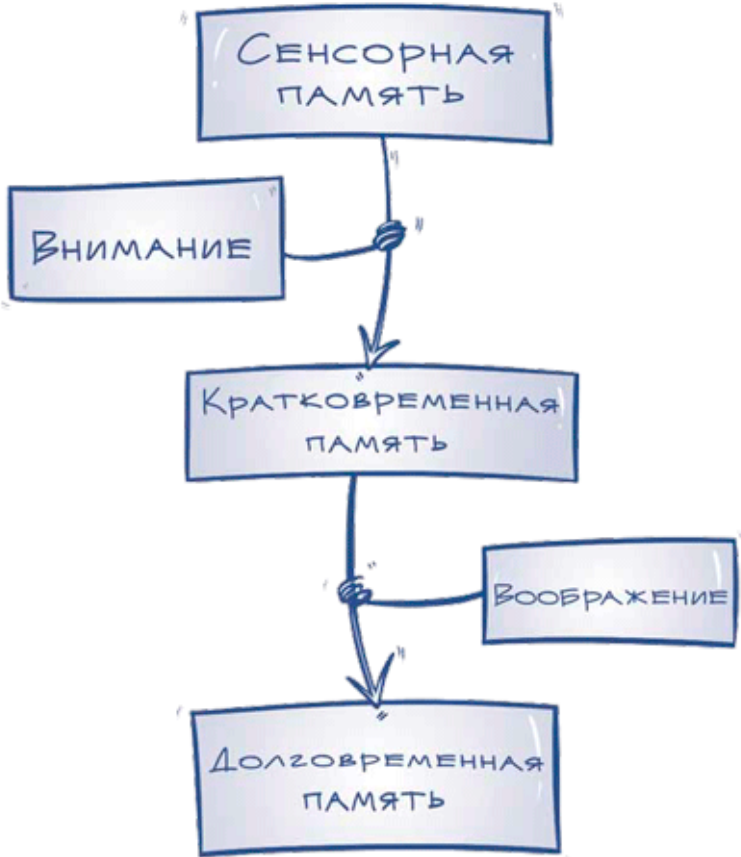 Сенсорная
память
Внимание
Кратковременная
память
Воображение
Долговременная
память